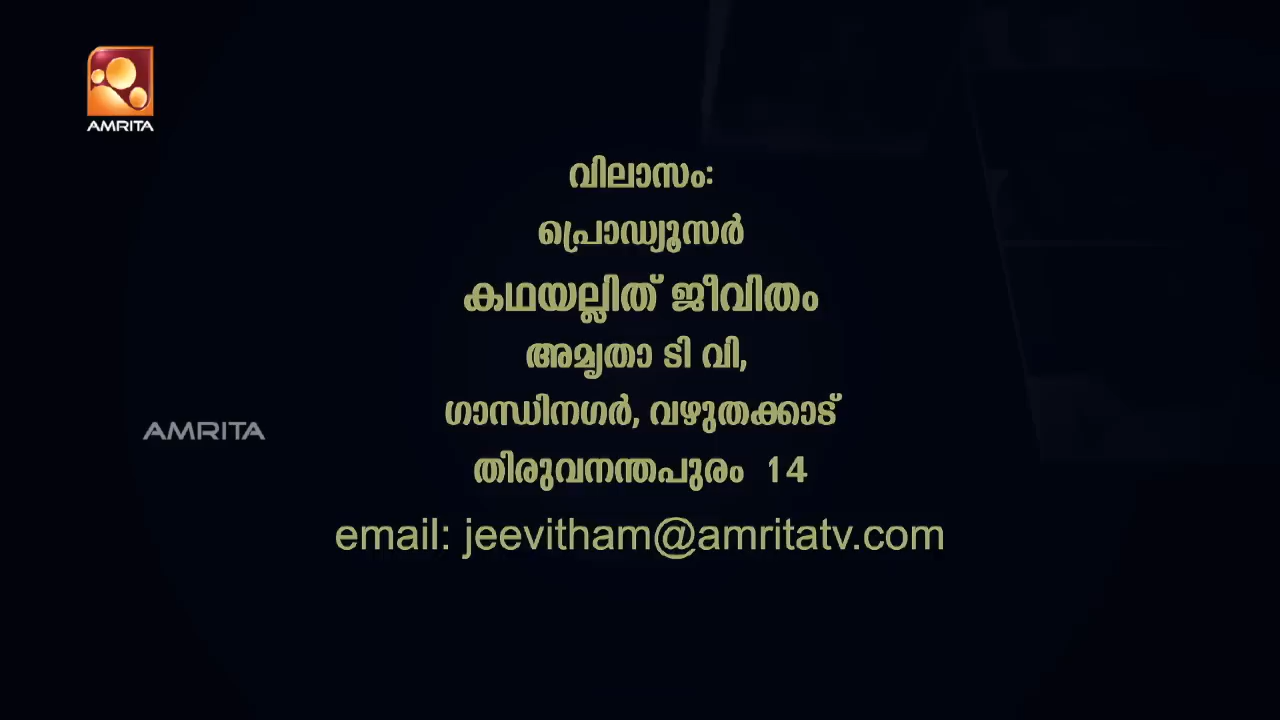 AMRITA
വിലാസം:
പ്രൊഡ്യൂസർ
കഥയല്ലിത് ജീവിതം
അമൃതാ ടി വി,
ഗാന്ധിനഗർ, വഴുതക്കാട്
AMRITA
തിരുവനന്തപുരം 14
email: jeevitham@amritatv.com